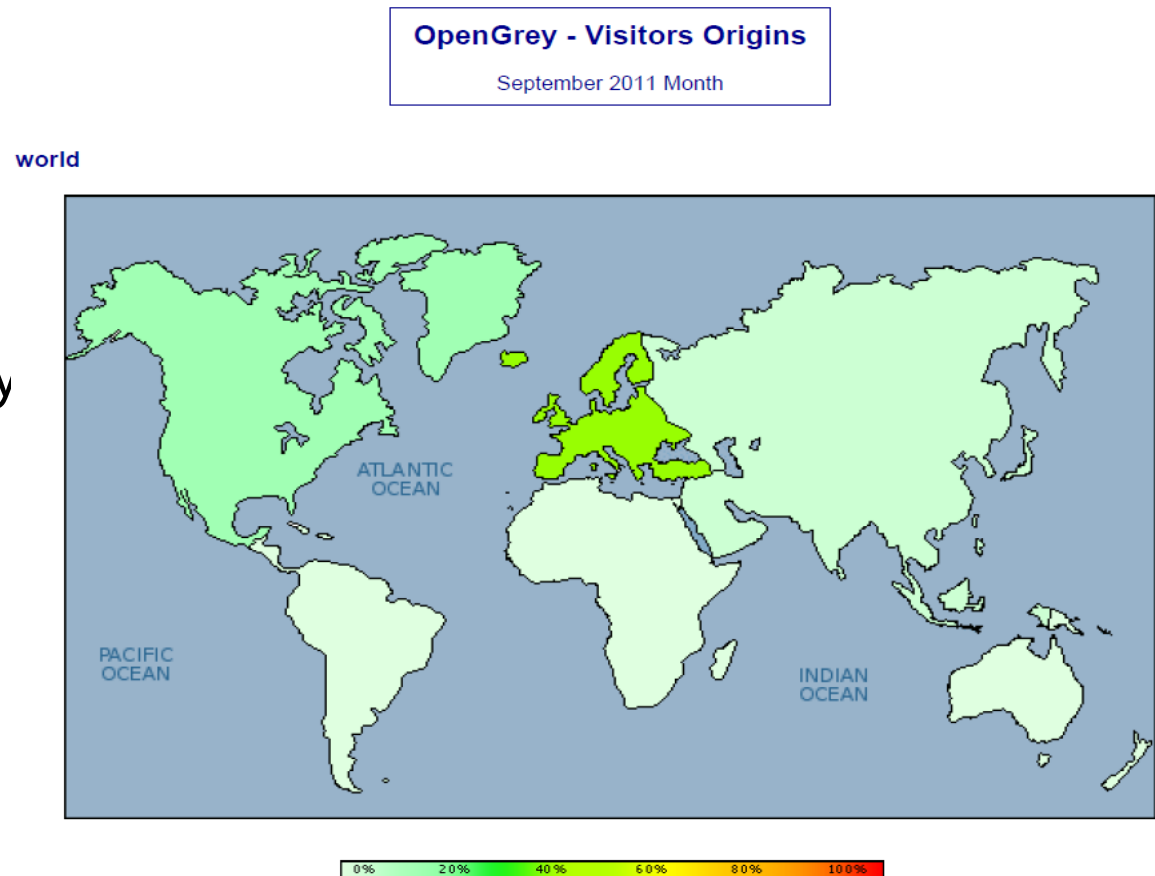 OpenGrey - Visitors Origins
September 2011 Month
world
y
ATLANTIC
OCEAN
PACIFIC
OCEAN
INDIAN
OCEAN
0% 20% 40% 60% 80% 100%